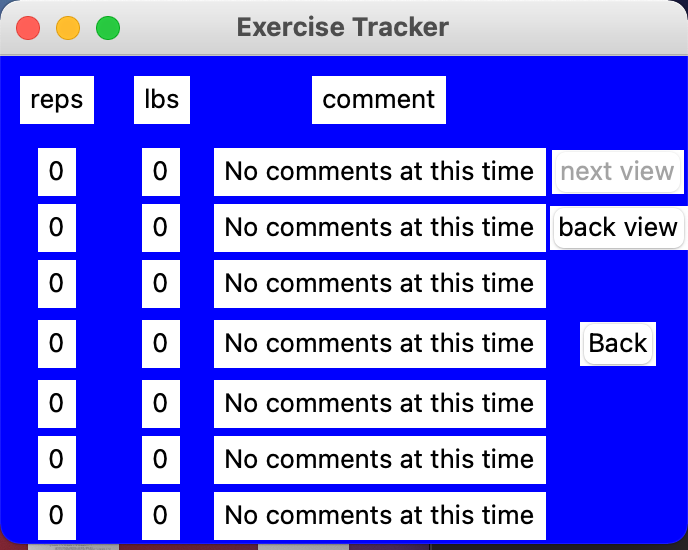 Exercise Tracker
reps lbs comment
0 0 No comments at this time next view
0 0 No comments at this time back view
0 0 No comments at this time
0 0 No comments at this time Back
0 0 No comments at this time
0 0 No comments at this time
0 0 No comments at this time